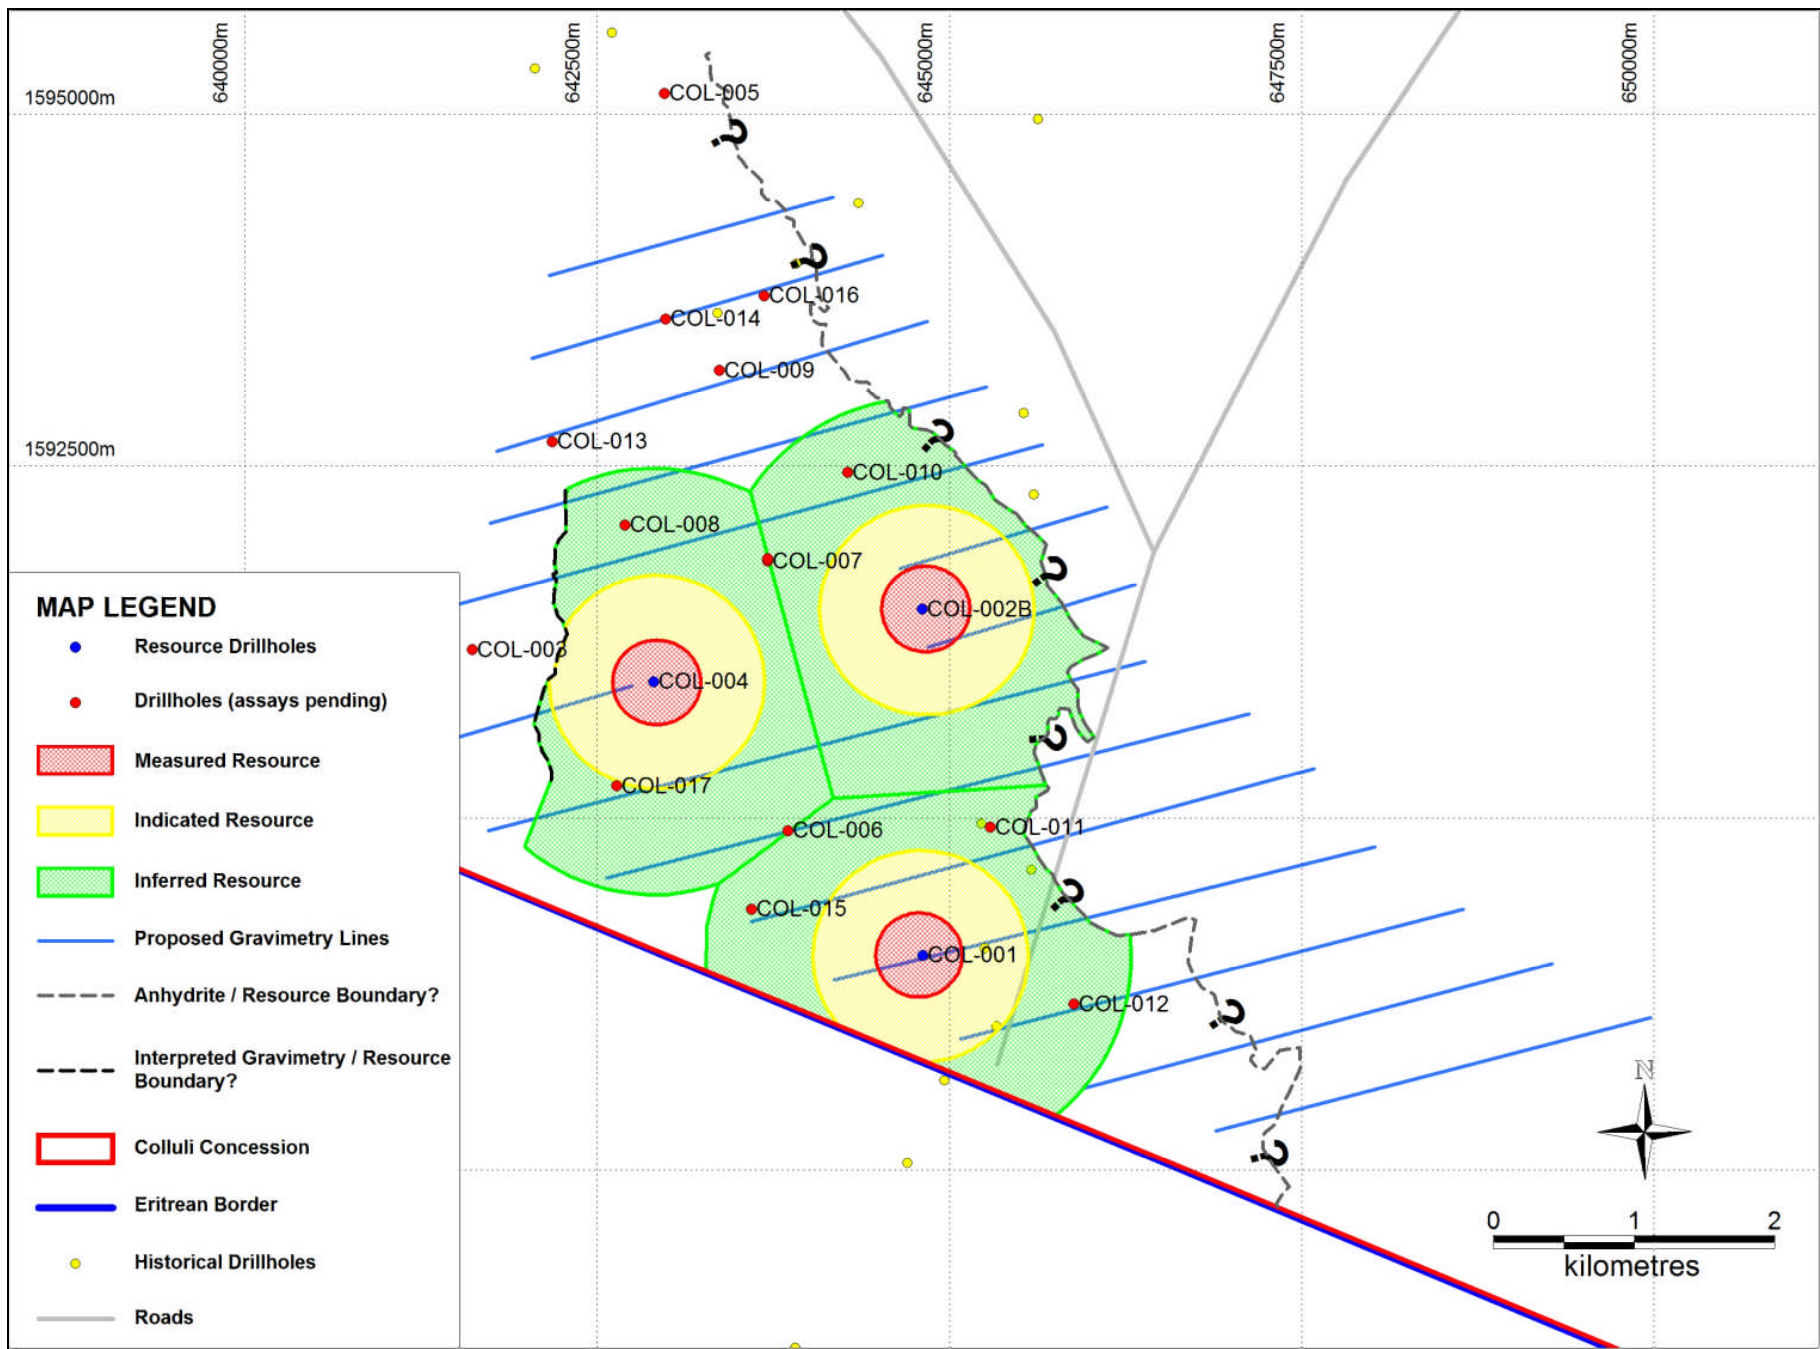 640000m
642500m
645000m
647500m
650000m
1595000m
COL-005
?
?
COL-016
COL-014
COL-009
COL-013
1592500m
?
COL-010
COL-008
COL-007
?
COL-002B
COL-003
COL-004
?
COL-017
COL-006
COL-011
?
COL-015
COL-001
COL-012
?
?
MAP LEGEND
Resource Drillholes
Drillholes (assays pending)
Measured Resource
Indicated Resource
Inferred Resource
Proposed Gravimetry Lines
Anhydrite / Resource Boundary?
Interpreted Gravimetry / Resource
Boundary?
Colluli Concession
Eritrean Border
Historical Drillholes
Roads
N
0 1 2
kilometres